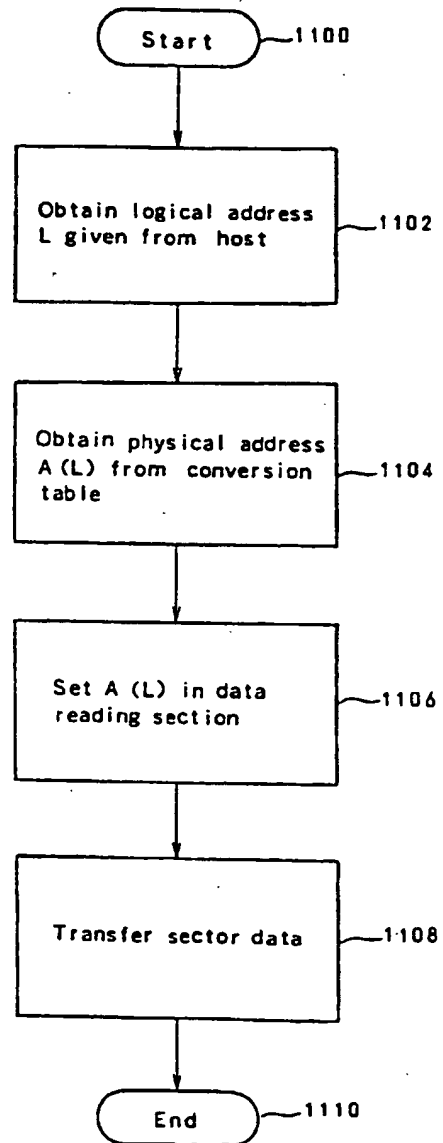 Start
1100
Obtain logical address
L given from host
1102
Obtain physical address
A (L) from conversion
table
1104
Set A (L) in data
reading section
1106
Transfer sector data
1108
End
1110